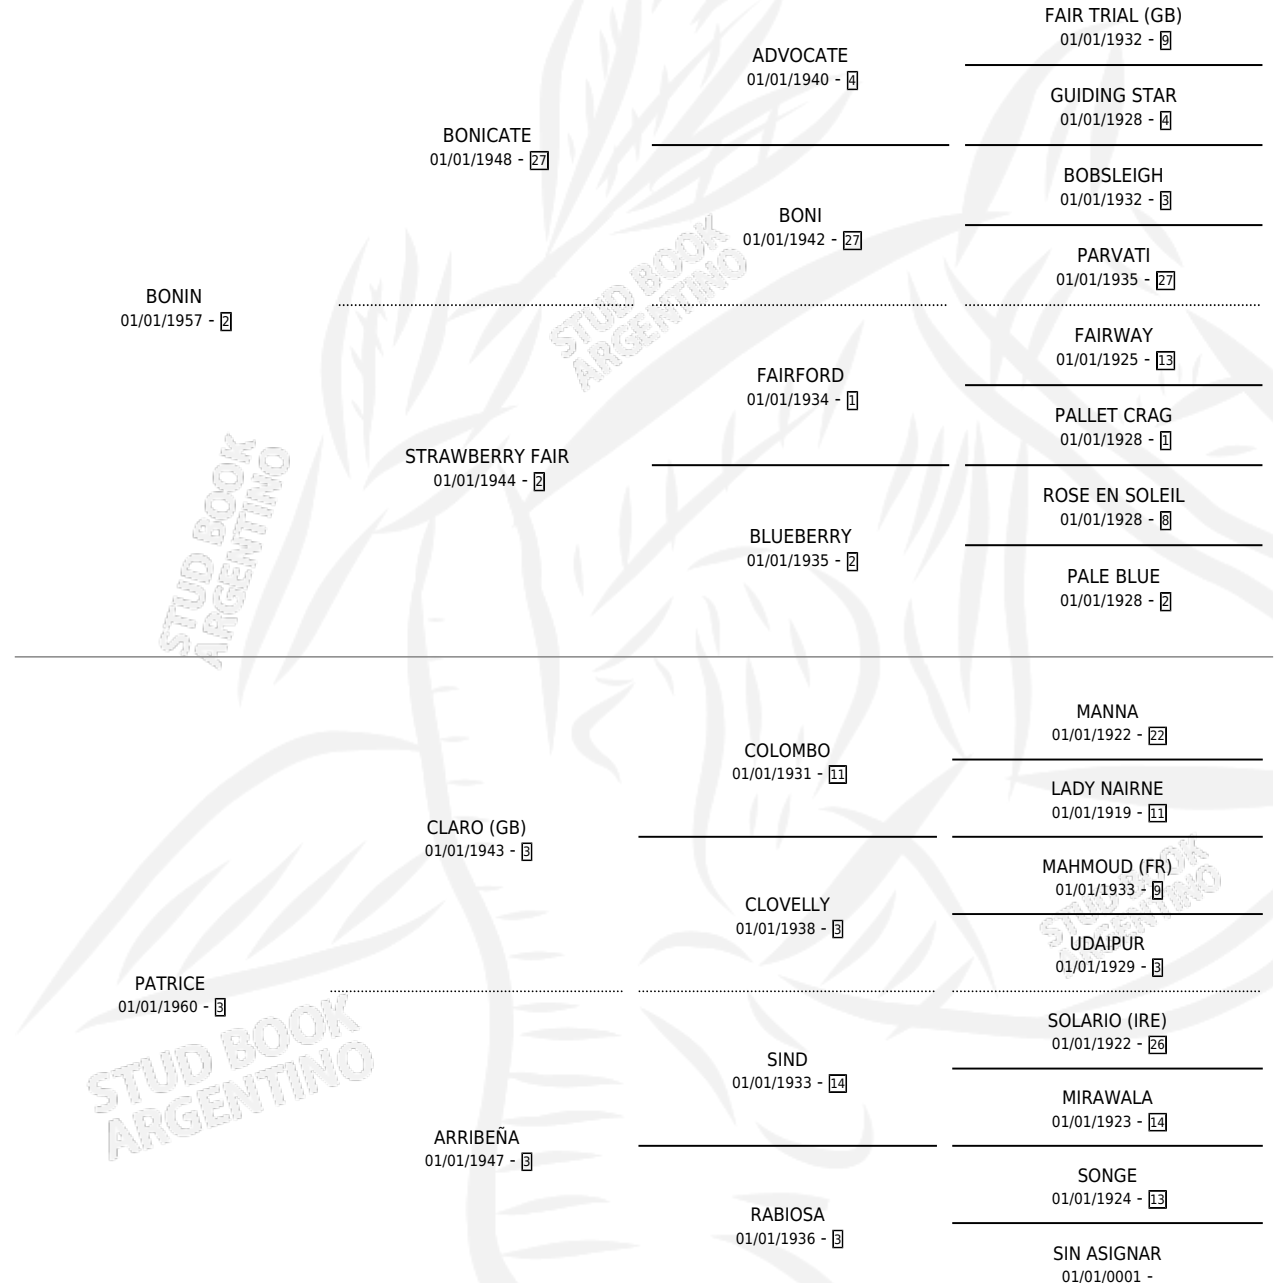 FAIR TRIAL (GB)
01/01/1932 - 9
ADVOCATE
01/01/1940 - 4
GUIDING STAR
01/01/1928 - 4
BONICATE
01/01/1948 - 27
BOBSLEIGH
01/01/1932 - 3
BONI
01/01/1942 - 27
PARVATI
01/01/1935 - 27
BONIN
01/01/1957 - 2
FAIRWAY
01/01/1925 - 13
FAIRFORD
01/01/1934 - 1
PALLET CRAG
01/01/1928 - 1
STRAWBERRY FAIR
01/01/1944 - 2
ROSE EN SOLEIL
01/01/1928 - 8
BLUEBERRY
01/01/1935 - 2
PALE BLUE
01/01/1928 - 2
MANNA
01/01/1922 - 22
COLOMBO
01/01/1931 - 11
LADY NAIRNE
01/01/1919 - 11
CLARO (GB)
01/01/1943 - 3
MAHMOUD (FR)
01/01/1933 - 9
CLOVELLY
01/01/1938 - 3
UDAIPUR
01/01/1929 - 3
PATRICE
01/01/1960 - 3
SOLARIO (IRE)
01/01/1922 - 26
SIND
01/01/1933 - 14
MIRAWALA
01/01/1923 - 14
ARRIBEÑA
01/01/1947 - 3
SONGE
01/01/1924 - 13
RABIOSA
01/01/1936 - 3
SIN ASIGNAR
01/01/0001 -
STUD BOOK
ARGENTINO
STUD BOOK
ARGENTINO
STUD BOOK
ARGENTINO
STUD BOOK
ARGENTINO